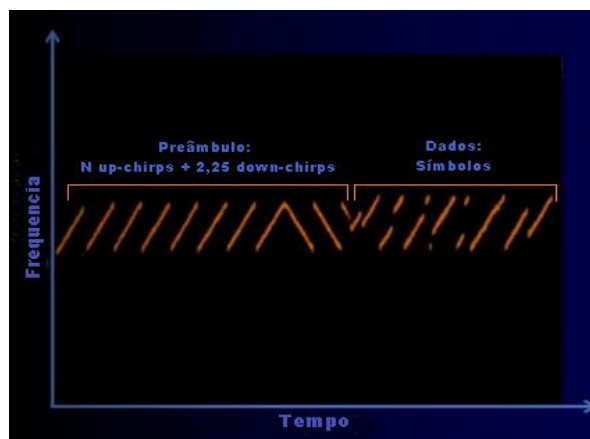 Preâmbulo:
N up-chirps + 2,25 down-chirps
Dados:
Símbolos
Frequencia
Tempo